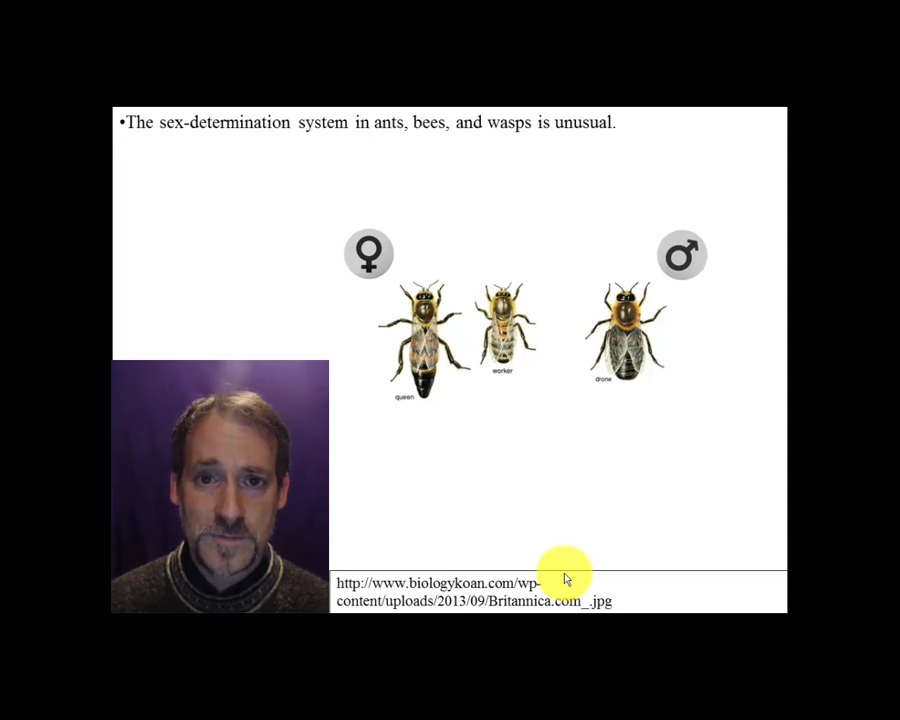 •The sex-determination system in ants, bees, and wasps is unusual.
queen
worker
drone
http://www.biologykoan.com/wp-
content/uploads/2013/09/Britannica.com_.jpg